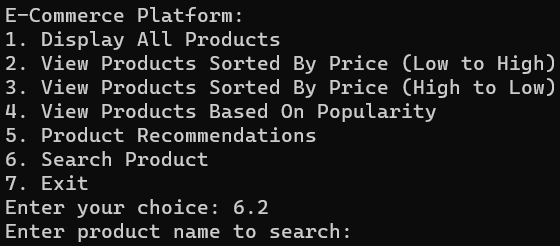 E-Commerce Platform:
1. Display All Products
2. View Products Sorted By Price (Low to High)
3. View Products Sorted By Price (High to Low)
4. View Products Based On Popularity
5. Product Recommendations
6. Search Product
7. Exit
Enter your choice: 6.2
Enter product name to search: